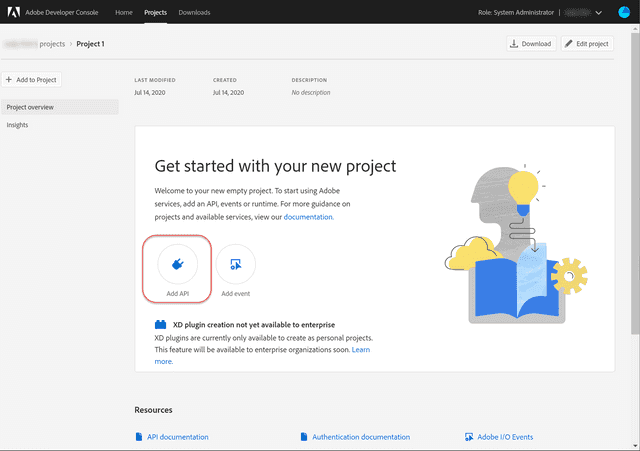 Adobe Developer Console Home Projects Downloads Role: System Administrator |
projects > Project 1 Download Edit project
+ Add to Project
Project overview
Insights
LAST MODIFIED CREATED DESCRIPTION
Jul 14, 2020 Jul 14, 2020 No description
Get started with your new project
Welcome to your new empty project. To start using Adobe
services, add an API, events or runtime. For more guidance on
projects and available services, view our documentation.
Add API Add event
XD plugin creation not yet available to enterprise
XD plugins are currently only available to create as personal projects.
This feature will be available to enterprise organizations soon. Learn
more.
Resources
API documentation Authentication documentation Adobe I/O Events